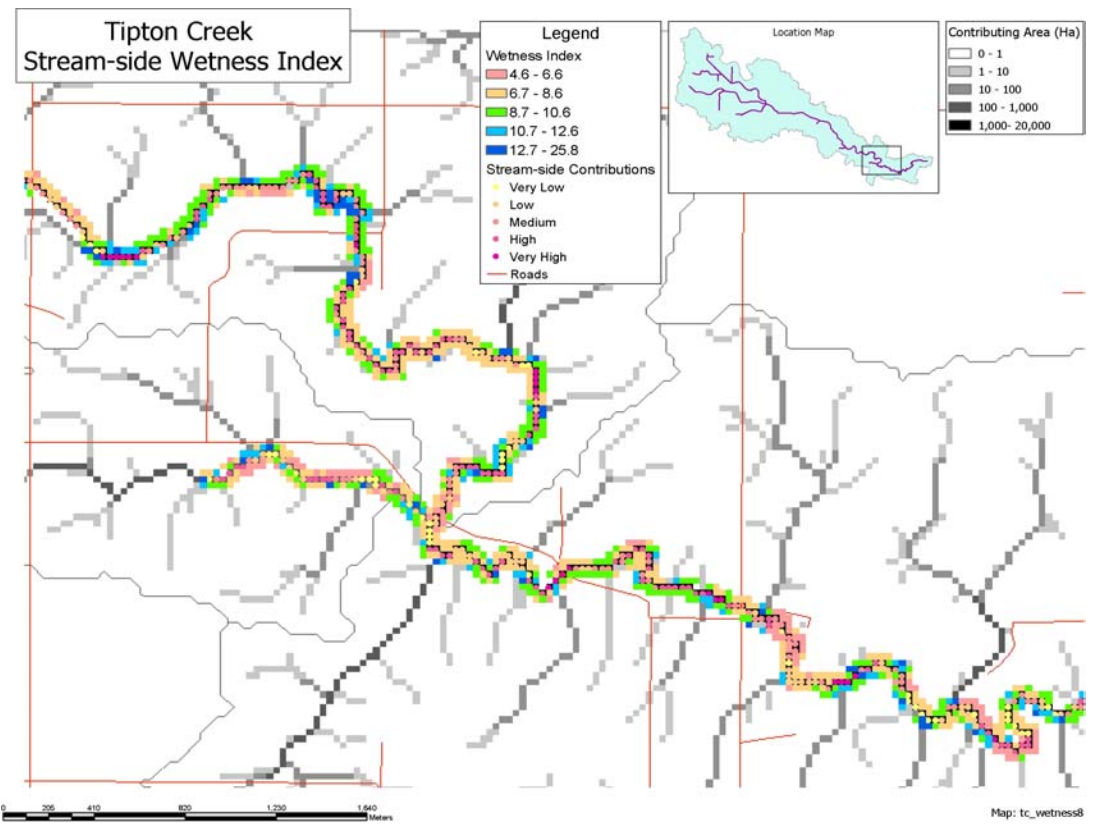 Tipton Creek
Stream-side Wetness Index
Legend
Wetness Index
4.6 - 6.6
6.7 - 8.6
8.7 - 10.6
10.7 - 12.6
12.7 - 25.8
Stream-side Contributions
Very Low
Low
Medium
High
Very High
Roads
Location Map
Contributing Area (Ha)
0 - 1
1 - 10
10 - 100
100 - 1,000
1,000- 20,000
0 205 410 820 1,230 1,640
Meters
Map: tc_wetness8